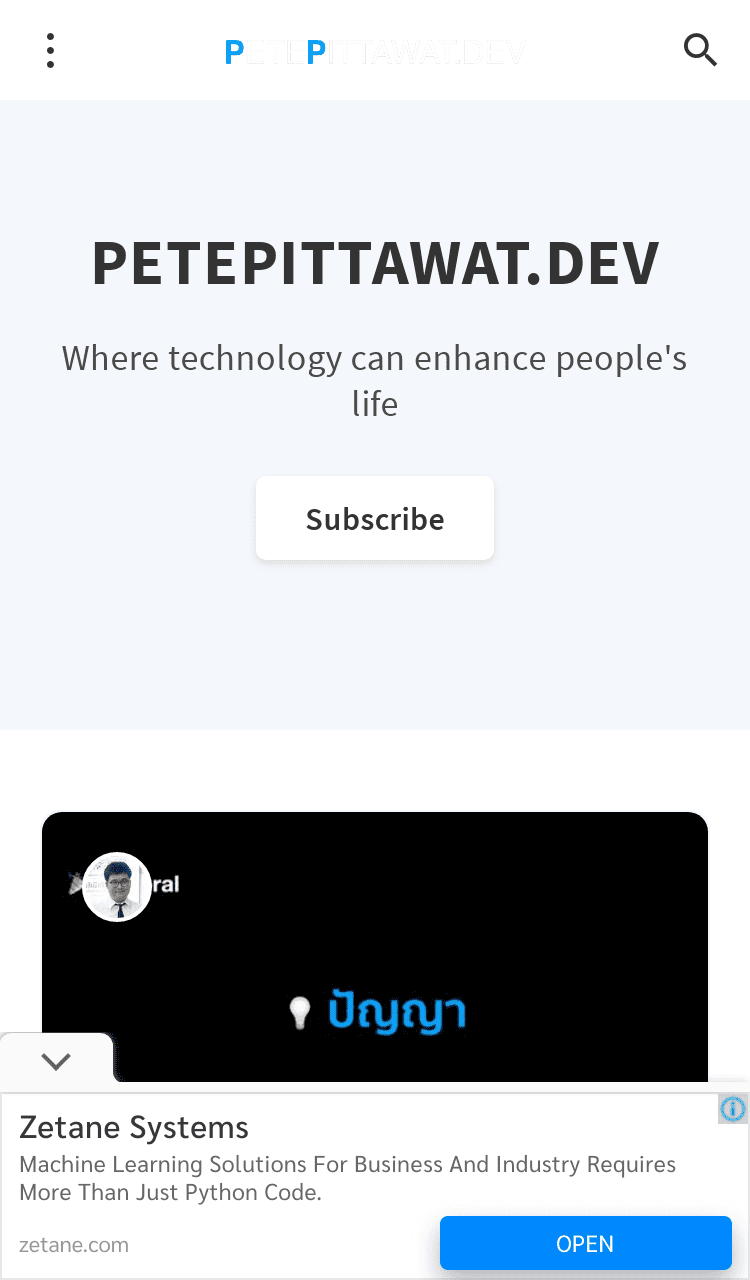 PETEPITTAWAT.DEV
PETEPITTAWAT.DEV
Where technology can enhance people's
life
Subscribe
ral
ปัญญา
Zetane Systems
Machine Learning Solutions For Business And Industry Requires
More Than Just Python Code.
zetane.com
OPEN